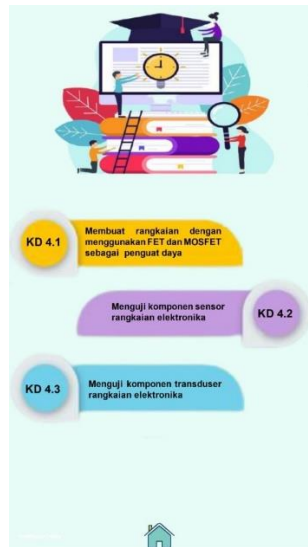 KD 4.1
Membuat rangkaian dengan
menggunakan FET dan MOSFET
sebagai penguat daya
Menguji komponen sensor
rangkaian elektronika
KD 4.2
KD 4.3
Menguji komponen transduser
rangkaian elektronika